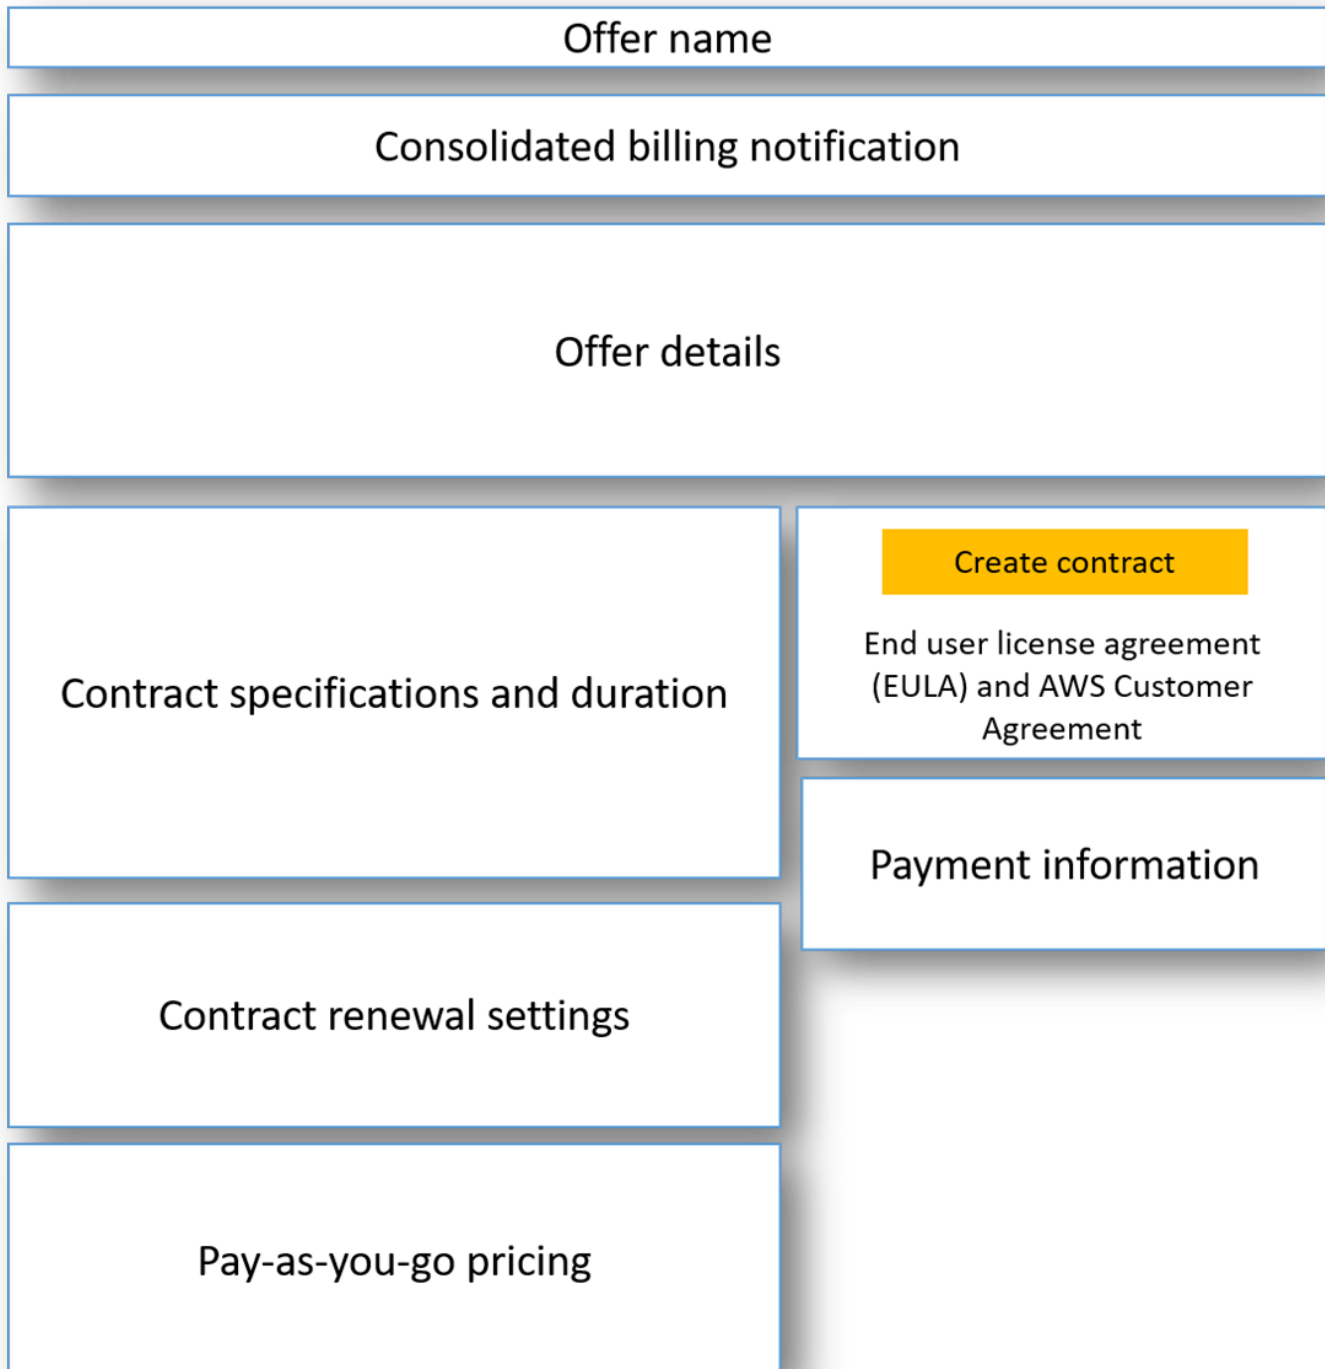 Offer name
Consolidated billing notification
Offer details
Contract specifications and duration
Create contract
End user license agreement
(EULA) and AWS Customer
Agreement
Payment information
Contract renewal settings
Pay-as-you-go pricing